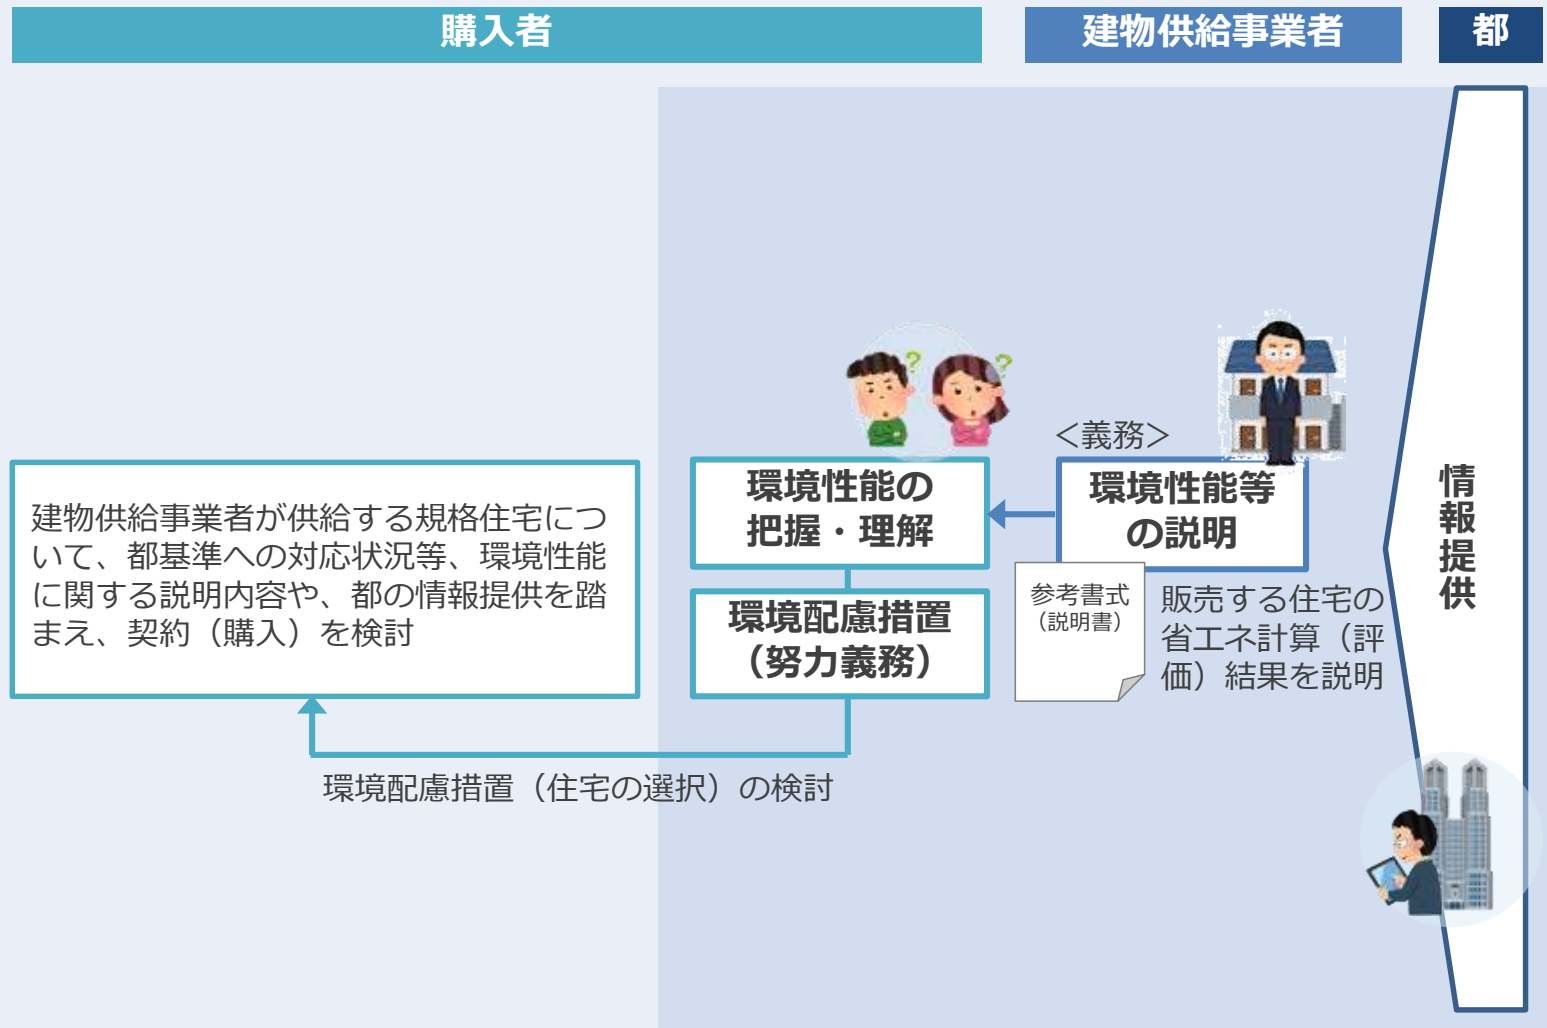 購入者
建物供給事業者
都
<義務>
環境性能の
把握・理解
環境性能等
の説明
情報提供
建物供給事業者が供給する規格住宅につ
いて、都基準への対応状況等、環境性能
に関する説明内容や、都の情報提供を踏
まえ、契約（購入）を検討
環境配慮措置
（努力義務）
参考書式
（説明書）
販売する住宅の
省エネ計算（評
価）結果を説明
環境配慮措置（住宅の選択）の検討